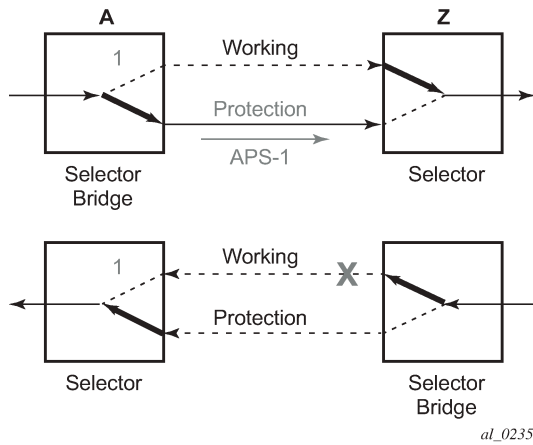 A
Z
1
Working
Protection
APS-1
Selector
Bridge
Selector
1
Working
X
Protection
Selector
Selector
Bridge
al_0235